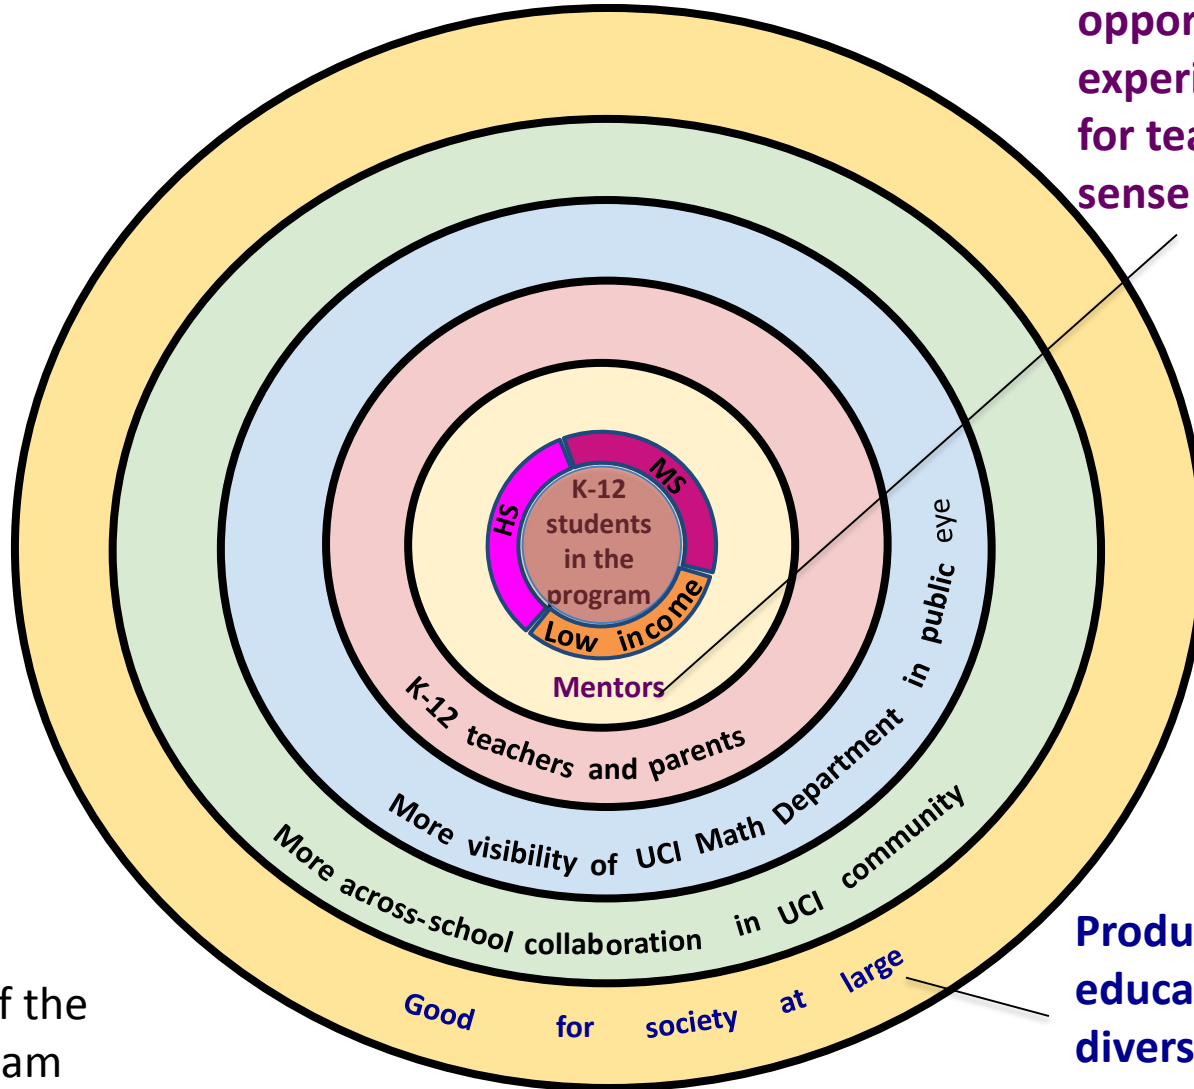 for tea
sense
MS
HS
K-12
students
in the
program
Low income
Mentors
K-12 teachers and parents
More visibility of UCI Math Department in public eye
More across-school collaboration in UCI community
Good for society at large
f the
am
Produ
educa
divers